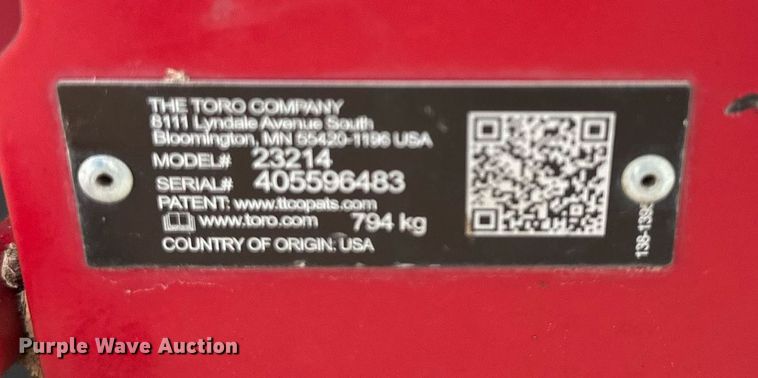 THE TORO COMPANY
8111 Lyndale Avenue South
Bloomington, MN 55420-1196 USA
MODEL# 23214
SERIAL# 405596483
PATENT: www.ttcopats.com
www.toro.com 794 kg
COUNTRY OF ORIGIN: USA
Purple Wave Auction